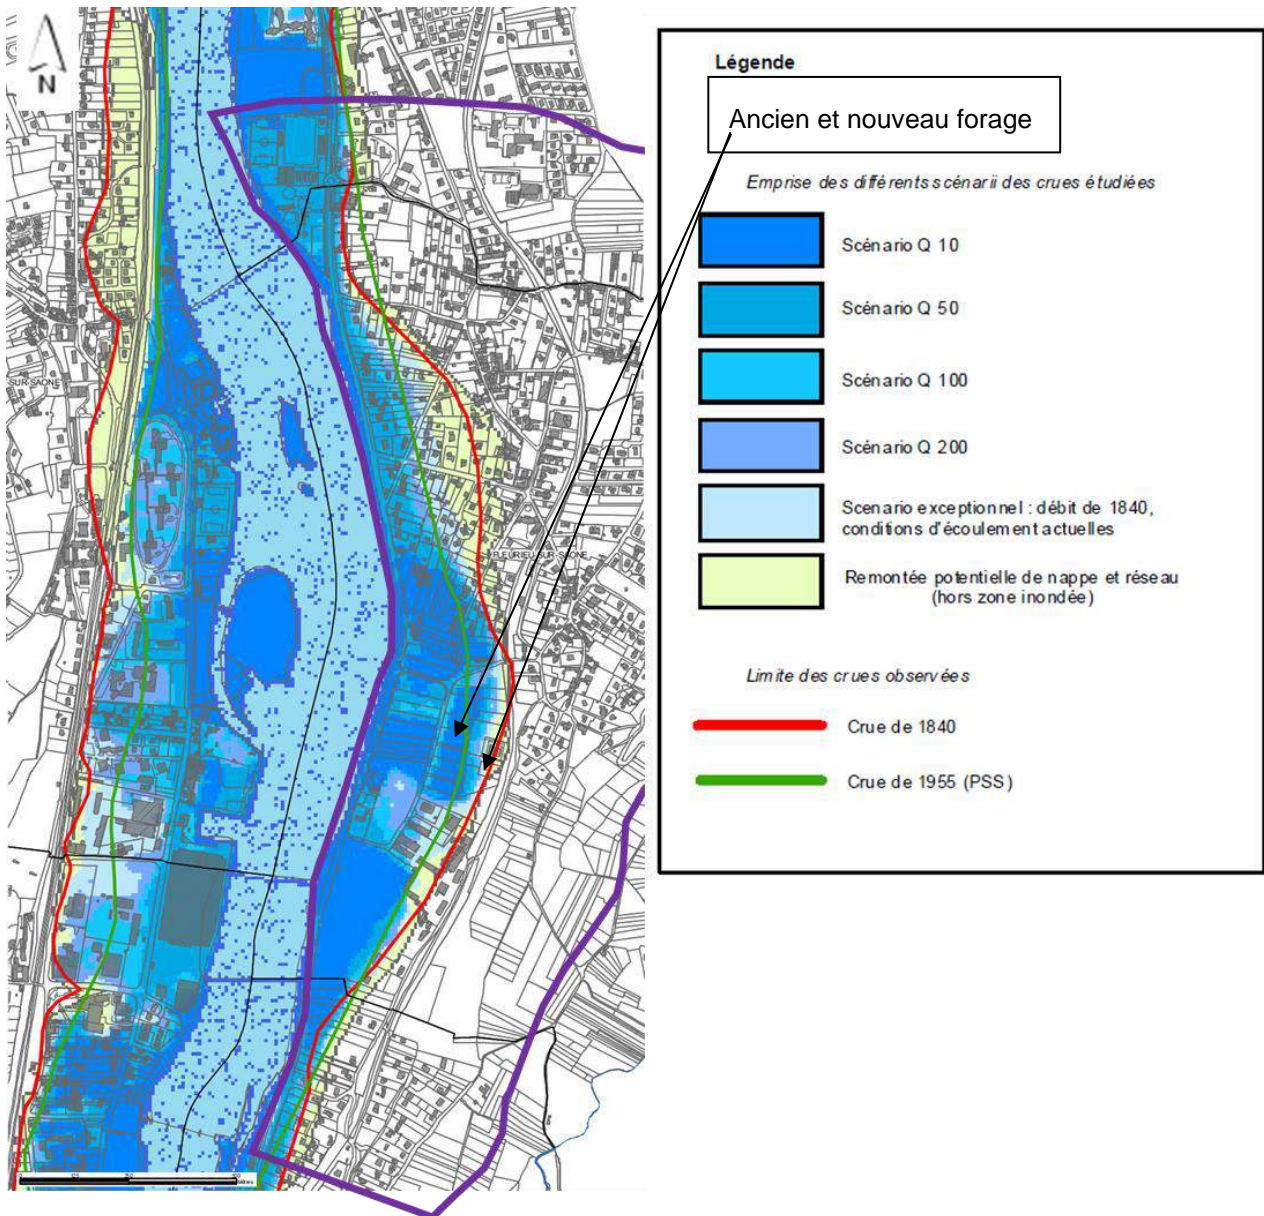 N
SUR-SAONE
FLEURIEU-SUR-SAONE
Légende
Ancien et nouveau forage
Emprise des différents scénarii des crues étudiées
Scénario Q 10
Scénario Q 50
Scénario Q 100
Scénario Q 200
Scenario exceptionnel : débit de 1840,
conditions d'écoulement actuelles
Remontée potentielle de nappe et réseau
(hors zone inondée)
Limite des crues observées
Crue de 1840
Crue de 1955 (PSS)